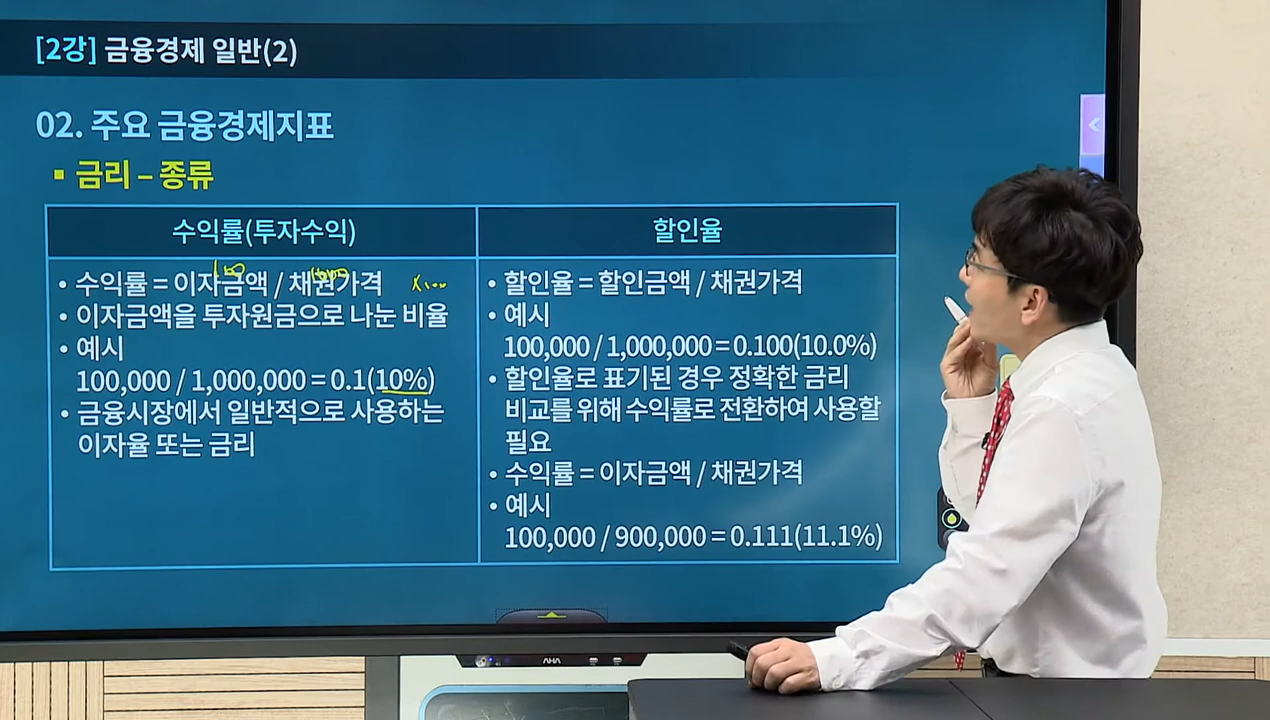 [2강] 금융경제 일반(2)
02. 주요 금융경제지표
▪ 금리 – 종류
수익률(투자수익)
100 1000
• 수익률 = 이자금액 / 채권가격 X100
• 이자금액을 투자원금으로 나눈 비율
• 예시
100,000 / 1,000,000 = 0.1(10%)
• 금융시장에서 일반적으로 사용하는
이자율 또는 금리
할인율
• 할인율 = 할인금액 / 채권가격
• 예시
100,000 / 1,000,000 = 0.100(10.0%)
• 할인율로 표기된 경우 정확한 금리
비교를 위해 수익률로 전환하여 사용할
필요
• 수익률 = 이자금액 / 채권가격
• 예시
100,000 / 900,000 = 0.111(11.1%)
AHA